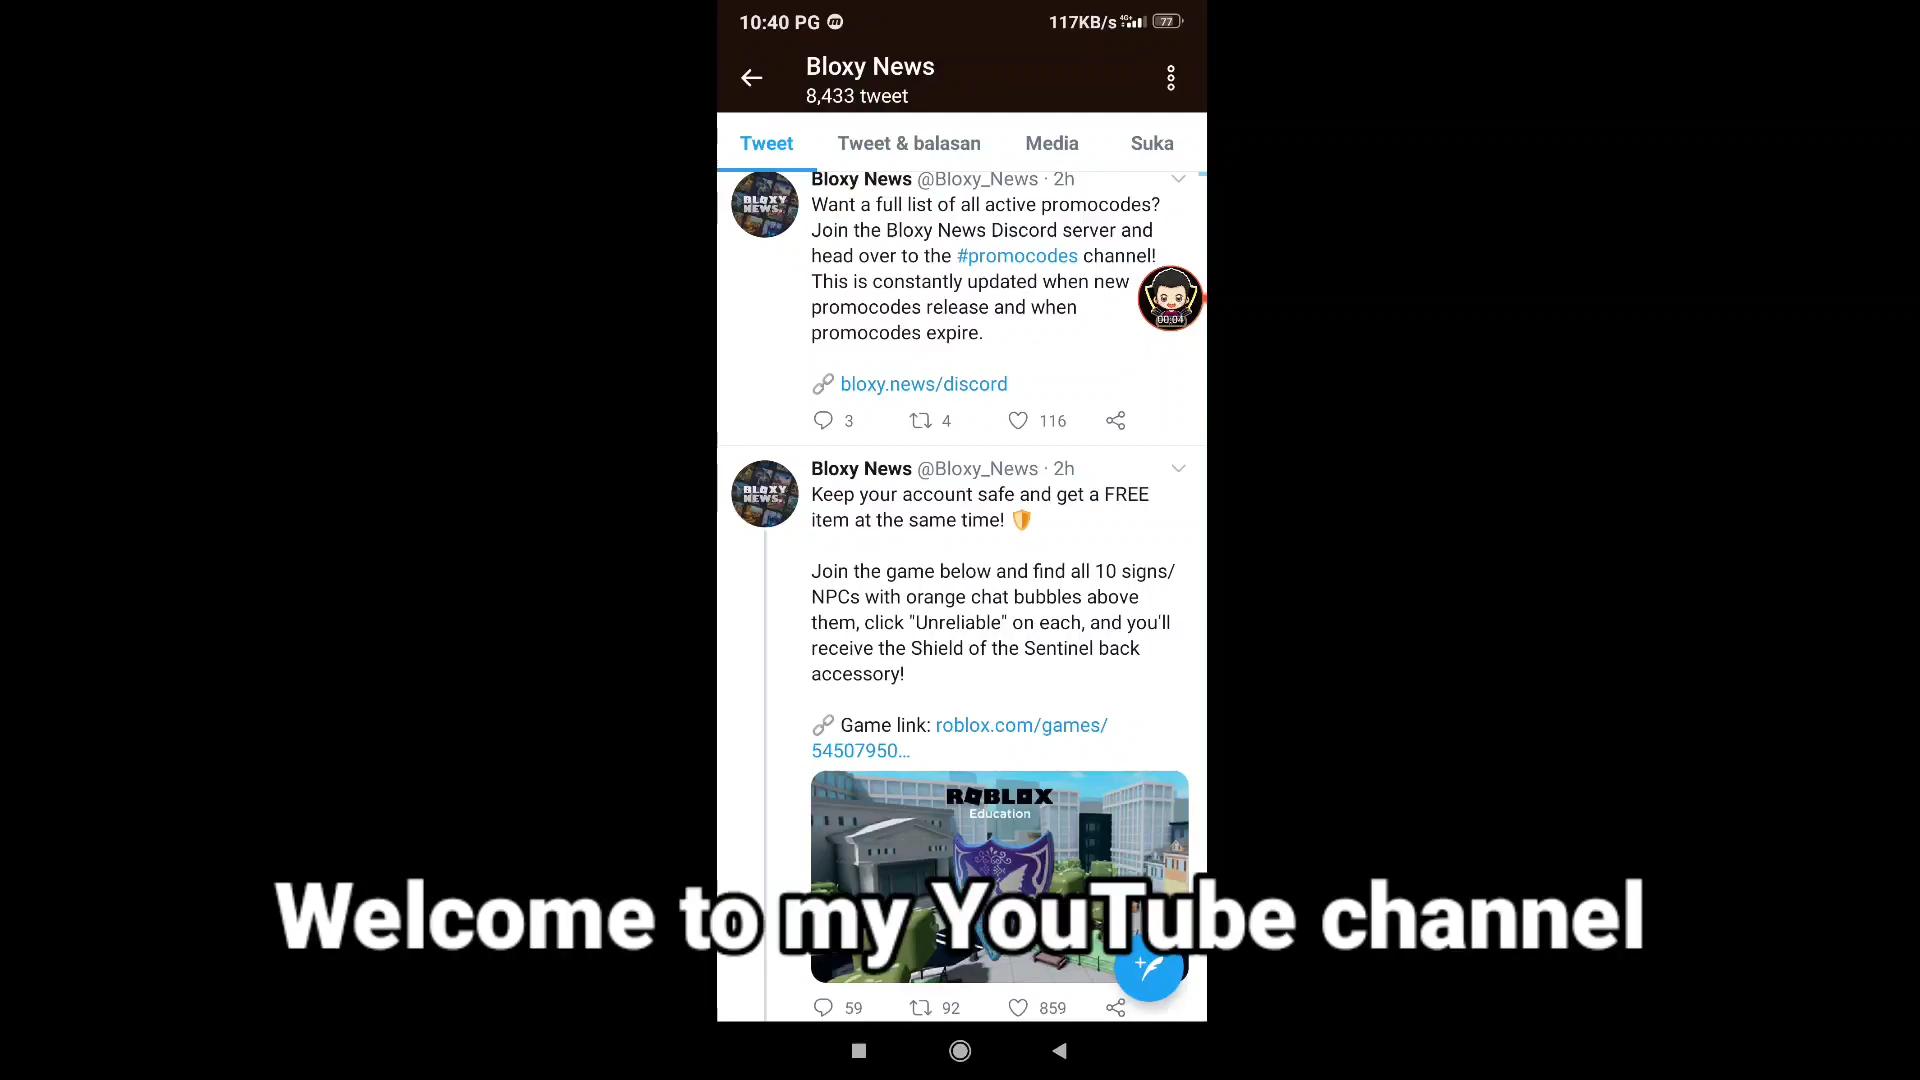 10:40 PG
117KB/s 4G+ 77
Bloxy News
8,433 tweet
Tweet
Tweet & balasan
Media
Suka
Bloxy News @Bloxy_News · 2h
BLOXY
NEWS.
Want a full list of all active promocodes?
Join the Bloxy News Discord server and
head over to the #promocodes channel!
This is constantly updated when new
promocodes release and when
promocodes expire.
00:04
bloxy.news/discord
3 4 116
Bloxy News @Bloxy_News · 2h
BLOXY
NEWS.
Keep your account safe and get a FREE
item at the same time!
Join the game below and find all 10 signs/
NPCs with orange chat bubbles above
them, click "Unreliable" on each, and you'll
receive the Shield of the Sentinel back
accessory!
Game link: roblox.com/games/
54507950...
ROBLOX
Education
Welcome to my YouTube channel
59 92 859